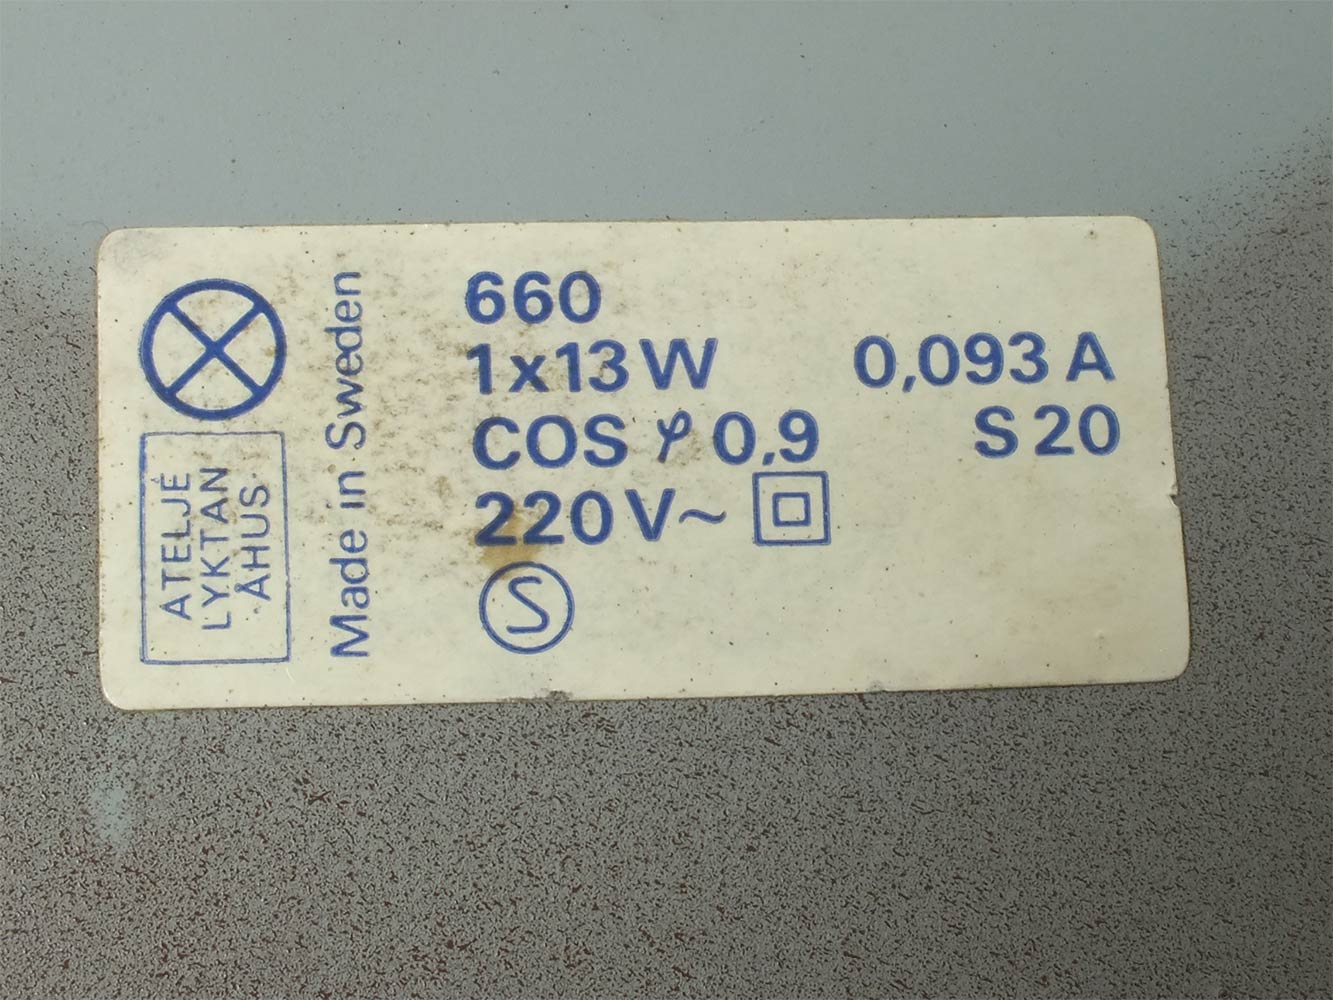 ATELJÉ
LYKTAN
ÅHUS
Made in Sweden
660
1x13W 0,093 A
COS φ 0,9 S 20
220V~
S